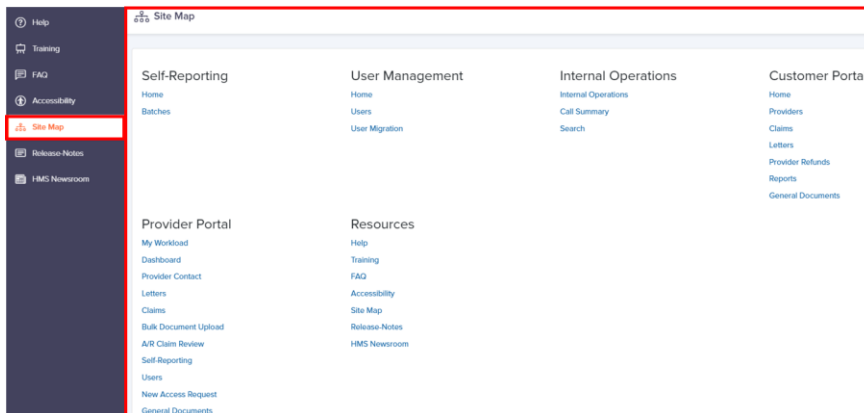 Help
Training
FAQ
Accessibility
Site Map
Release-Notes
HMS Newsroom
Site Map
Self-Reporting
Home
Batches
User Management
Home
Users
User Migration
Internal Operations
Internal Operations
Call Summary
Search
Customer Porta
Home
Providers
Claims
Letters
Provider Refunds
Reports
General Documents
Provider Portal
My Workload
Dashboard
Provider Contact
Letters
Claims
Bulk Document Upload
A/R Claim Review
Self-Reporting
Users
New Access Request
General Documents
Resources
Help
Training
FAQ
Accessibility
Site Map
Release-Notes
HMS Newsroom